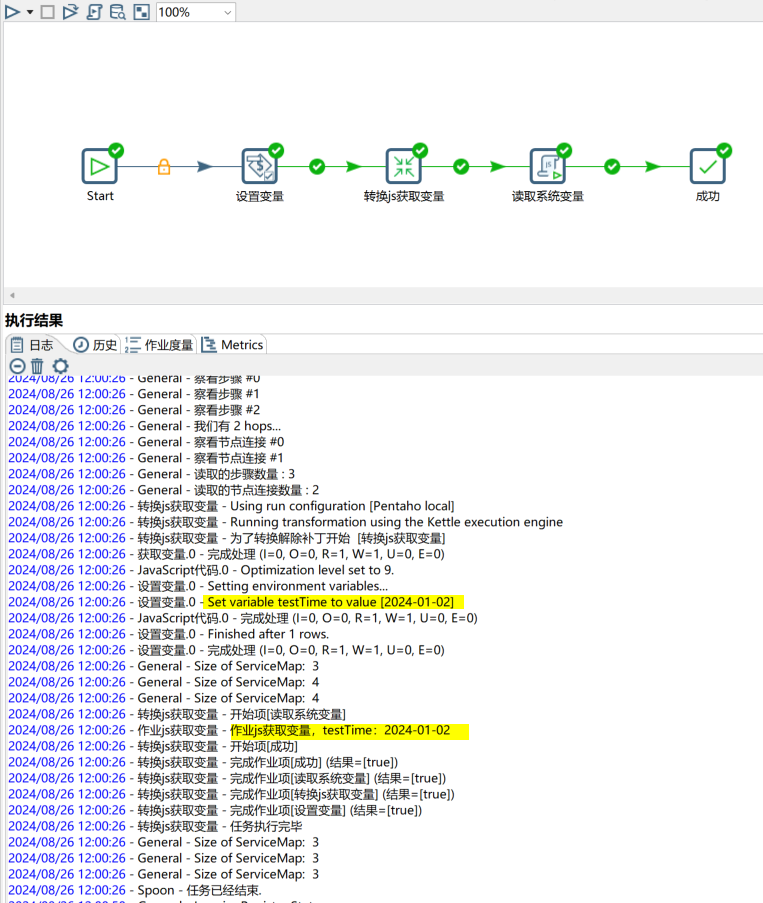 100%
Start
设置变量
转换js获取变量
读取系统变量
成功
执行结果
日志 历史 作业度量 Metrics
2024/08/26 12:00:26 - General - 察看步骤 #0
2024/08/26 12:00:26 - General - 察看步骤 #1
2024/08/26 12:00:26 - General - 察看步骤 #2
2024/08/26 12:00:26 - General - 我们有 2 hops...
2024/08/26 12:00:26 - General - 察看节点连接 #0
2024/08/26 12:00:26 - General - 察看节点连接 #1
2024/08/26 12:00:26 - General - 读取的步骤数量 : 3
2024/08/26 12:00:26 - General - 读取的节点连接数量 : 2
2024/08/26 12:00:26 - 转换js获取变量 - Using run configuration [Pentaho local]
2024/08/26 12:00:26 - 转换js获取变量 - Running transformation using the Kettle execution engine
2024/08/26 12:00:26 - 转换js获取变量 - 为了转换解除补丁开始 [转换js获取变量]
2024/08/26 12:00:26 - 获取变量.0 - 完成处理 (I=0, O=0, R=1, W=1, U=0, E=0)
2024/08/26 12:00:26 - JavaScript代码.0 - Optimization level set to 9.
2024/08/26 12:00:26 - 设置变量.0 - Setting environment variables...
2024/08/26 12:00:26 - 设置变量.0 - Set variable testTime to value [2024-01-02]
2024/08/26 12:00:26 - JavaScript代码.0 - 完成处理 (I=0, O=0, R=1, W=1, U=0, E=0)
2024/08/26 12:00:26 - 设置变量.0 - Finished after 1 rows.
2024/08/26 12:00:26 - 设置变量.0 - 完成处理 (I=0, O=0, R=1, W=1, U=0, E=0)
2024/08/26 12:00:26 - General - Size of ServiceMap: 3
2024/08/26 12:00:26 - General - Size of ServiceMap: 4
2024/08/26 12:00:26 - General - Size of ServiceMap: 4
2024/08/26 12:00:26 - 转换js获取变量 - 开始项[读取系统变量]
2024/08/26 12:00:26 - 作业js获取变量 - 作业js获取变量，testTime：2024-01-02
2024/08/26 12:00:26 - 转换js获取变量 - 开始项[成功]
2024/08/26 12:00:26 - 转换js获取变量 - 完成作业项[成功] (结果=[true])
2024/08/26 12:00:26 - 转换js获取变量 - 完成作业项[读取系统变量] (结果=[true])
2024/08/26 12:00:26 - 转换js获取变量 - 完成作业项[转换js获取变量] (结果=[true])
2024/08/26 12:00:26 - 转换js获取变量 - 完成作业项[设置变量] (结果=[true])
2024/08/26 12:00:26 - 转换js获取变量 - 任务执行完毕
2024/08/26 12:00:26 - General - Size of ServiceMap: 3
2024/08/26 12:00:26 - General - Size of ServiceMap: 3
2024/08/26 12:00:26 - General - Size of ServiceMap: 3
2024/08/26 12:00:26 - Spoon - 任务已经结束.